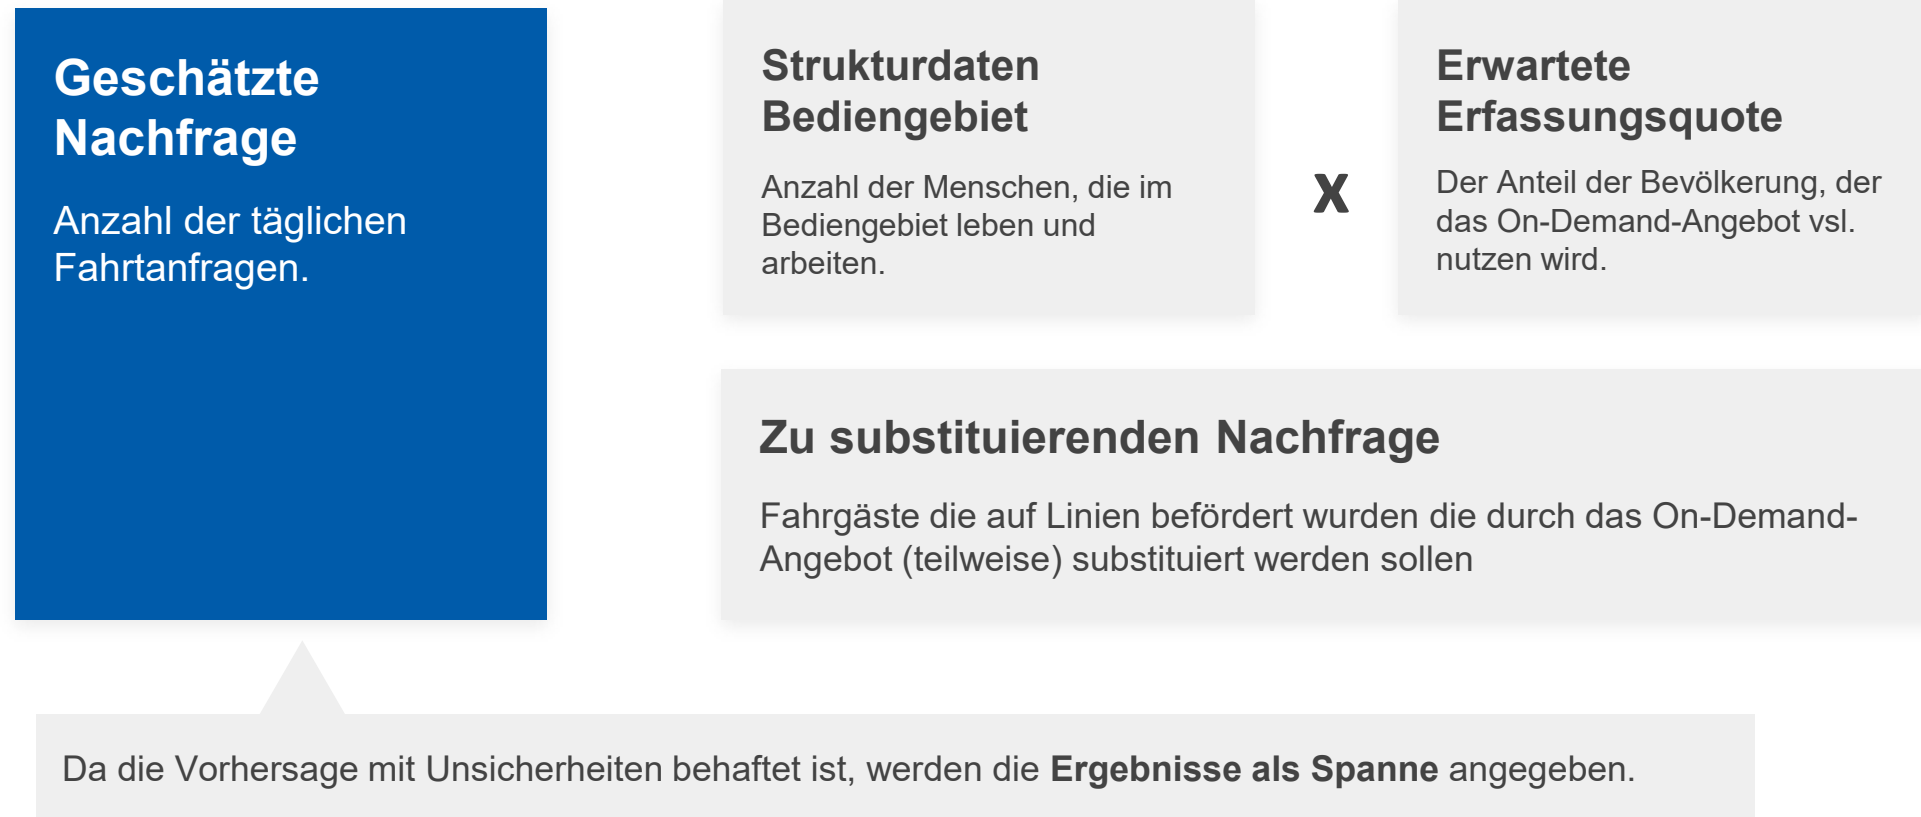 Geschätzte
Nachfrage
Anzahl der täglichen
Fahrtanfragen.
Strukturdaten
Bediengebiet
Anzahl der Menschen, die im
Bediengebiet leben und
arbeiten.
x
Erwartete
Erfassungsquote
Der Anteil der Bevölkerung, der
das On-Demand-Angebot vsl.
nutzen wird.
Zu substituierenden Nachfrage
Fahrgäste die auf Linien befördert wurden die durch das On-Demand-
Angebot (teilweise) substituiert werden sollen
Da die Vorhersage mit Unsicherheiten behaftet ist, werden die Ergebnisse als Spanne angegeben.